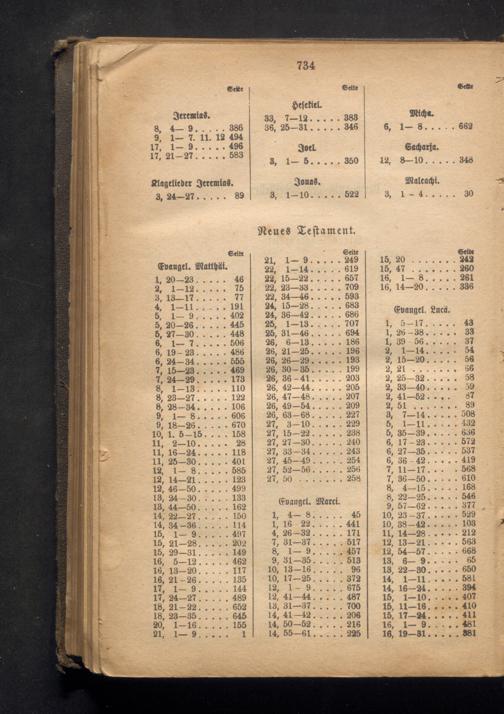 734
Seite
Jeremias.
8, 4— 9 ..... 386
9, 1— 7. 11. 12 494
17, 1— 9 ..... 496
17, 21—27 ..... 583
Klagelieder Jeremias.
3, 24—27 ..... 89
Seite
Hesekiel.
33, 7—12 ..... 383
36, 25—31 ..... 346
Joel.
3, 1— 5 ..... 350
Jonas.
3, 1—10 ..... 522
Seite
Micha.
6, 1— 8 ..... 662
Sacharja.
12, 8—10 ..... 348
Maleachi.
3, 1 - 4 .... 30
Neues Testament.
Seite
Evangel. Matthäi.
1, 20—23 ..... 46
2, 1—12 ..... 75
3, 13—17 ..... 77
4, 1—11 ..... 191
5, 1— 9 ..... 402
5, 20—26 ..... 445
5, 27—30 ..... 448
6, 1— 7 ..... 506
6, 19—23 ..... 486
6, 24—34 ..... 555
7, 15—23 ..... 469
7, 24—29 ..... 173
8, 1—13 ..... 110
8, 23—27 ..... 122
8, 28—34 ..... 106
9, 1— 8 ..... 606
9, 18—26 ..... 670
10, 1. 5—15 .... 158
11, 2—10 ..... 28
11, 16—24 ..... 118
11, 25—30 ..... 401
12, 1— 8 ..... 585
12, 14—21 ..... 123
12, 46—50 ..... 499
13, 24—30 ..... 133
13, 44—50 ..... 162
14, 22—27 ..... 150
14, 34—36 ..... 114
15, 1— 9 ..... 497
15, 21—28 ..... 202
15, 29—31 ..... 149
16, 5—12 ..... 462
16, 13—20 ..... 117
16, 21—26 ..... 135
17, 1— 9 ..... 144
17, 24—27 ..... 489
18, 21—22 ..... 652
18, 23—35 ..... 645
20, 1—16 ..... 155
21, 1— 9 ..... 1
Seite
21, 1— 9 ..... 249
22, 1—14 ..... 619
22, 15—22 ..... 657
22, 23—33 ..... 709
22, 34—46 ..... 593
24, 15—28 ..... 683
24, 36—42 ..... 686
25, 1—13 ..... 707
25, 31—46 ..... 694
26, 6—13 ..... 186
26, 21—25 ..... 196
26, 26—29 ..... 193
26, 30—35 ..... 199
26, 36—41 ..... 203
26, 42—44 ..... 205
26, 47—48 ..... 207
26, 49—54 ..... 209
26, 63—68 ..... 227
27, 3—10 ..... 229
27, 15—22 ..... 238
27, 27—30 ..... 240
27, 33—34 ..... 243
27, 45—49 ..... 254
27, 52—56 ..... 256
27, 50 ..... 258
Evangel. Marci.
1, 4— 8 ..... 45
1, 16 22 ..... 441
4, 26—32 ..... 171
7, 31—37 ..... 517
8, 1— 9 ..... 457
9, 31—35 ..... 513
10, 13—16 ..... 96
10, 17—25 ..... 372
12, 1— 9 ..... 675
12, 41—44 ..... 487
13, 31—37 ..... 700
14, 41—42 ..... 206
14, 50—52 ..... 216
14, 55—61 ..... 225
Seite
15, 20 ..... 242
15, 47 ..... 260
16, 1— 8 ..... 261
16, 14—20 ..... 336
Evangel. Lucä.
1, 5—17 ..... 43
1, 26—38 ..... 33
1, 39 56 ..... 37
2, 1—14 ..... 54
2, 15—20 ..... 56
2, 21 ..... 66
2, 25—32 ..... 58
2, 33—40 ..... 59
2, 41—52 ..... 87
2, 51 ..... 89
3, 7—14 ..... 508
5, 1—11 ..... 432
5, 35—39 ..... 636
6, 17—23 ..... 572
6, 27—35 ..... 537
6, 36—42 ..... 419
7, 11—17 ..... 568
7, 36—50 ..... 610
8, 4—15 ..... 168
8, 22—25 ..... 546
9, 57—62 ..... 377
10, 23—37 ..... 529
10, 38—42 ..... 103
11, 14—28 ..... 212
12, 13—21 ..... 563
12, 54—57 ..... 668
13, 6— 9 ..... 65
13, 22—30 ..... 650
14, 1—11 ..... 581
14, 16—24 ..... 394
15, 1—10 ..... 407
15, 11—16 ..... 410
15, 17—24 ..... 411
16, 1— 9 ..... 481
16, 19—31 ..... 381